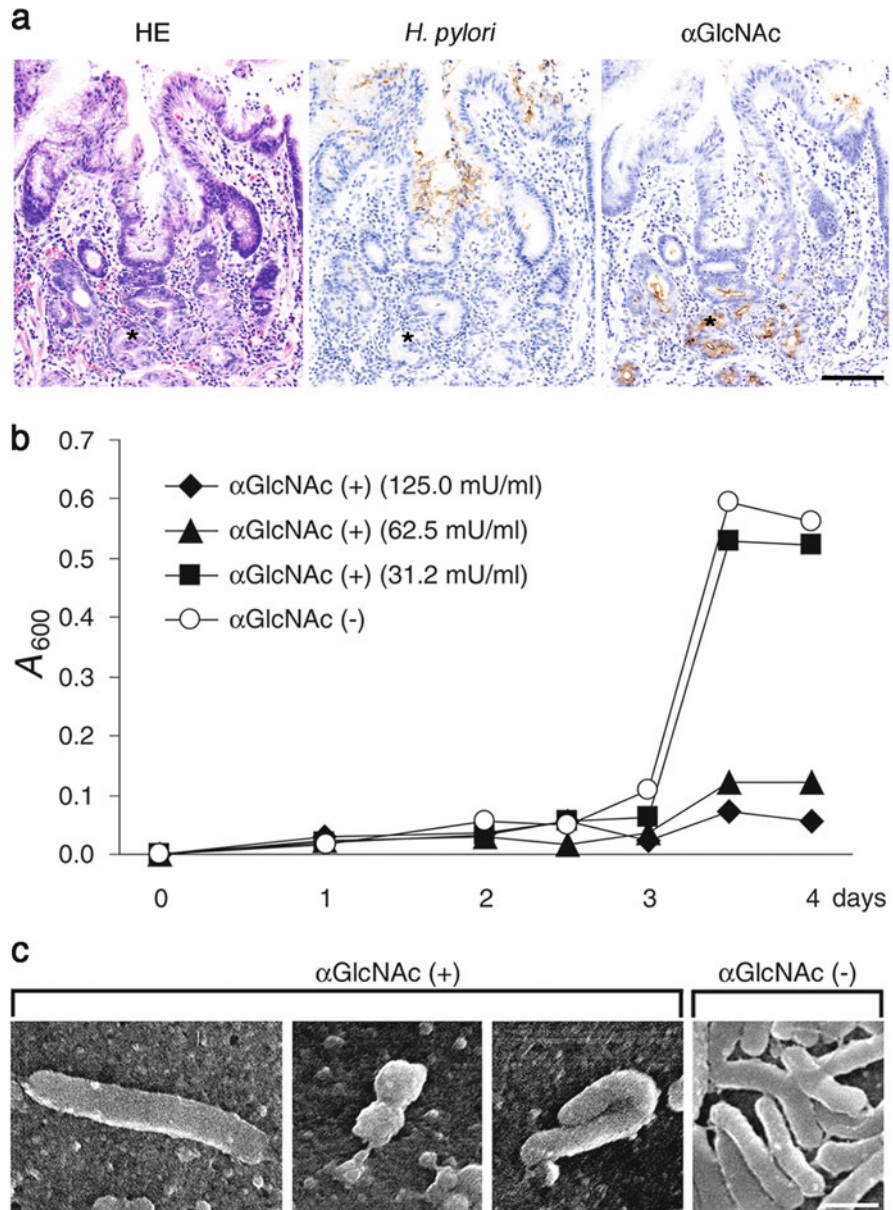 a
HE H. pylori αGlcNAc
* * *
b
0.7
0.6
0.5
0.4
0.3
0.2
0.1
0.0
A600
αGlcNAc (+) (125.0 mU/ml)
αGlcNAc (+) (62.5 mU/ml)
αGlcNAc (+) (31.2 mU/ml)
αGlcNAc (-)
0 1 2 3 4 days
c
αGlcNAc (+) αGlcNAc (-)